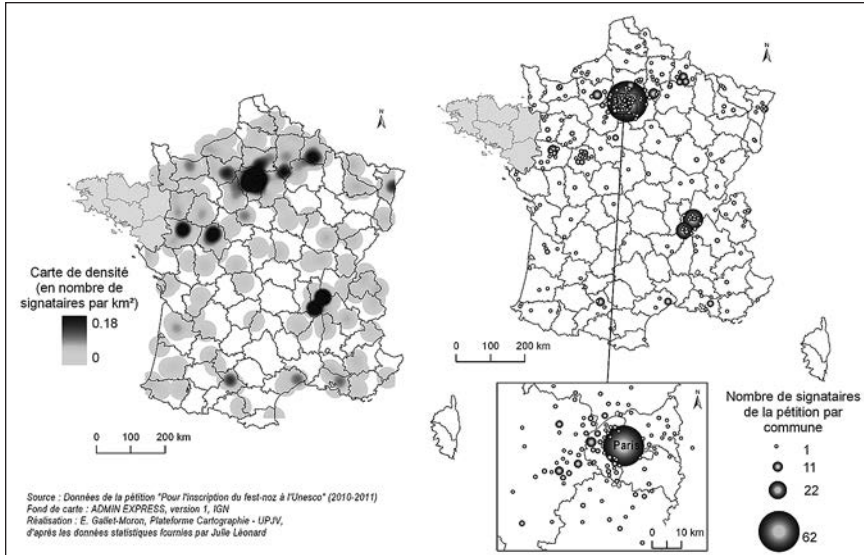 N
Carte de densité
(en nombre de
signataires par km²)
0.18
0
0 100 200 km
Source : Données de la pétition "Pour l'inscription du fest-noz à l'Unesco" (2010-2011)
Fond de carte : ADMIN EXPRESS, version 1, IGN
Réalisation : E. Gallet-Moron, Plateforme Cartographie - UPJV,
d'après les données statistiques fournies par Julie Léonard
N
0 100 200 km
N
Paris
0 10 km
Nombre de signataires
de la pétition par
commune
1
11
22
62